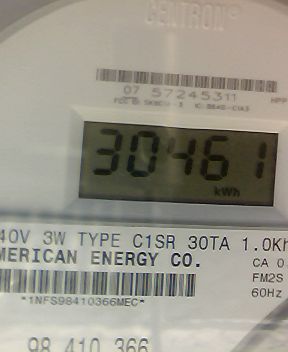 CENTRON®
07 57245311
30461
kWh
40V 3W TYPE C1SR 30TA 1.0Kh
MERICAN ENERGY CO.
CA 0
FM2S
60Hz
*1NFS98410366MEC*
98 410 366